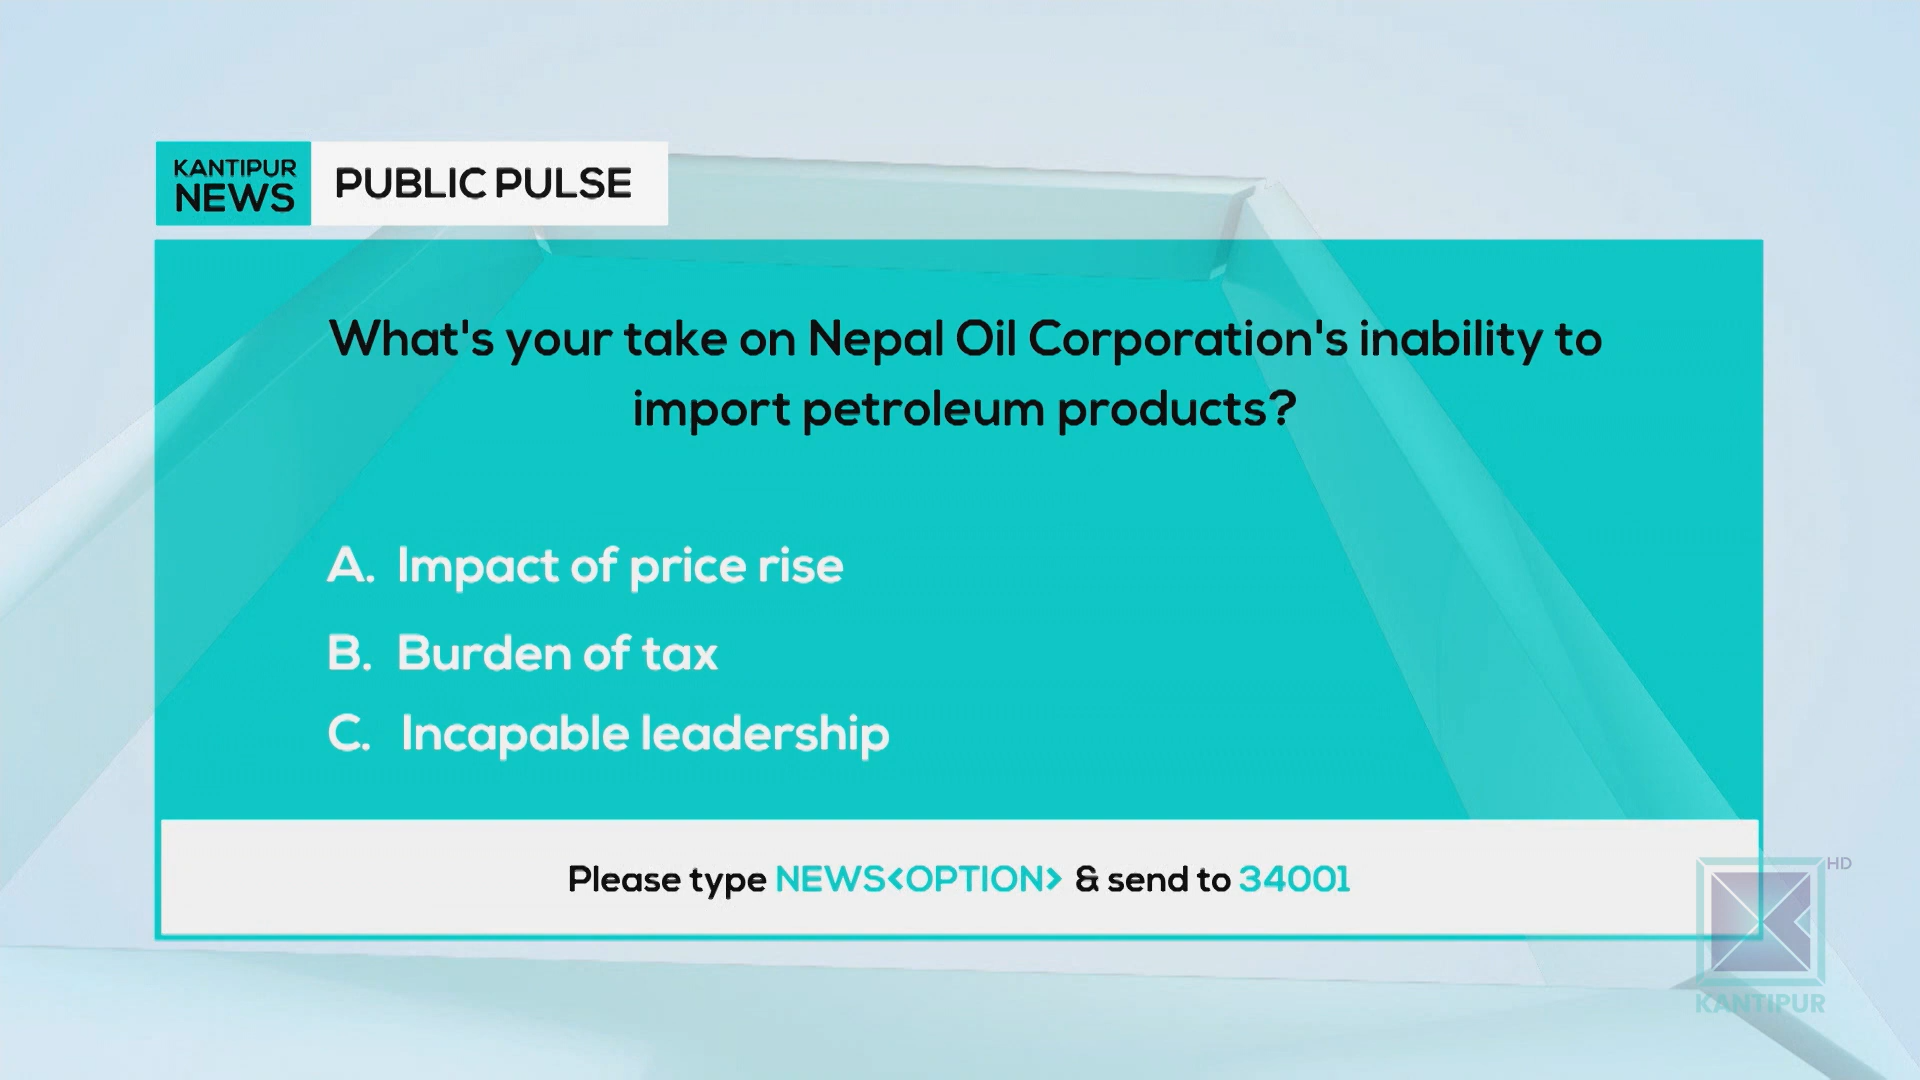 KANTIPUR
NEWS
PUBLIC PULSE
What's your take on Nepal Oil Corporation's inability to
import petroleum products?
A. Impact of price rise
B. Burden of tax
C. Incapable leadership
Please type NEWS<OPTION> & send to 34001
HD
KANTIPUR